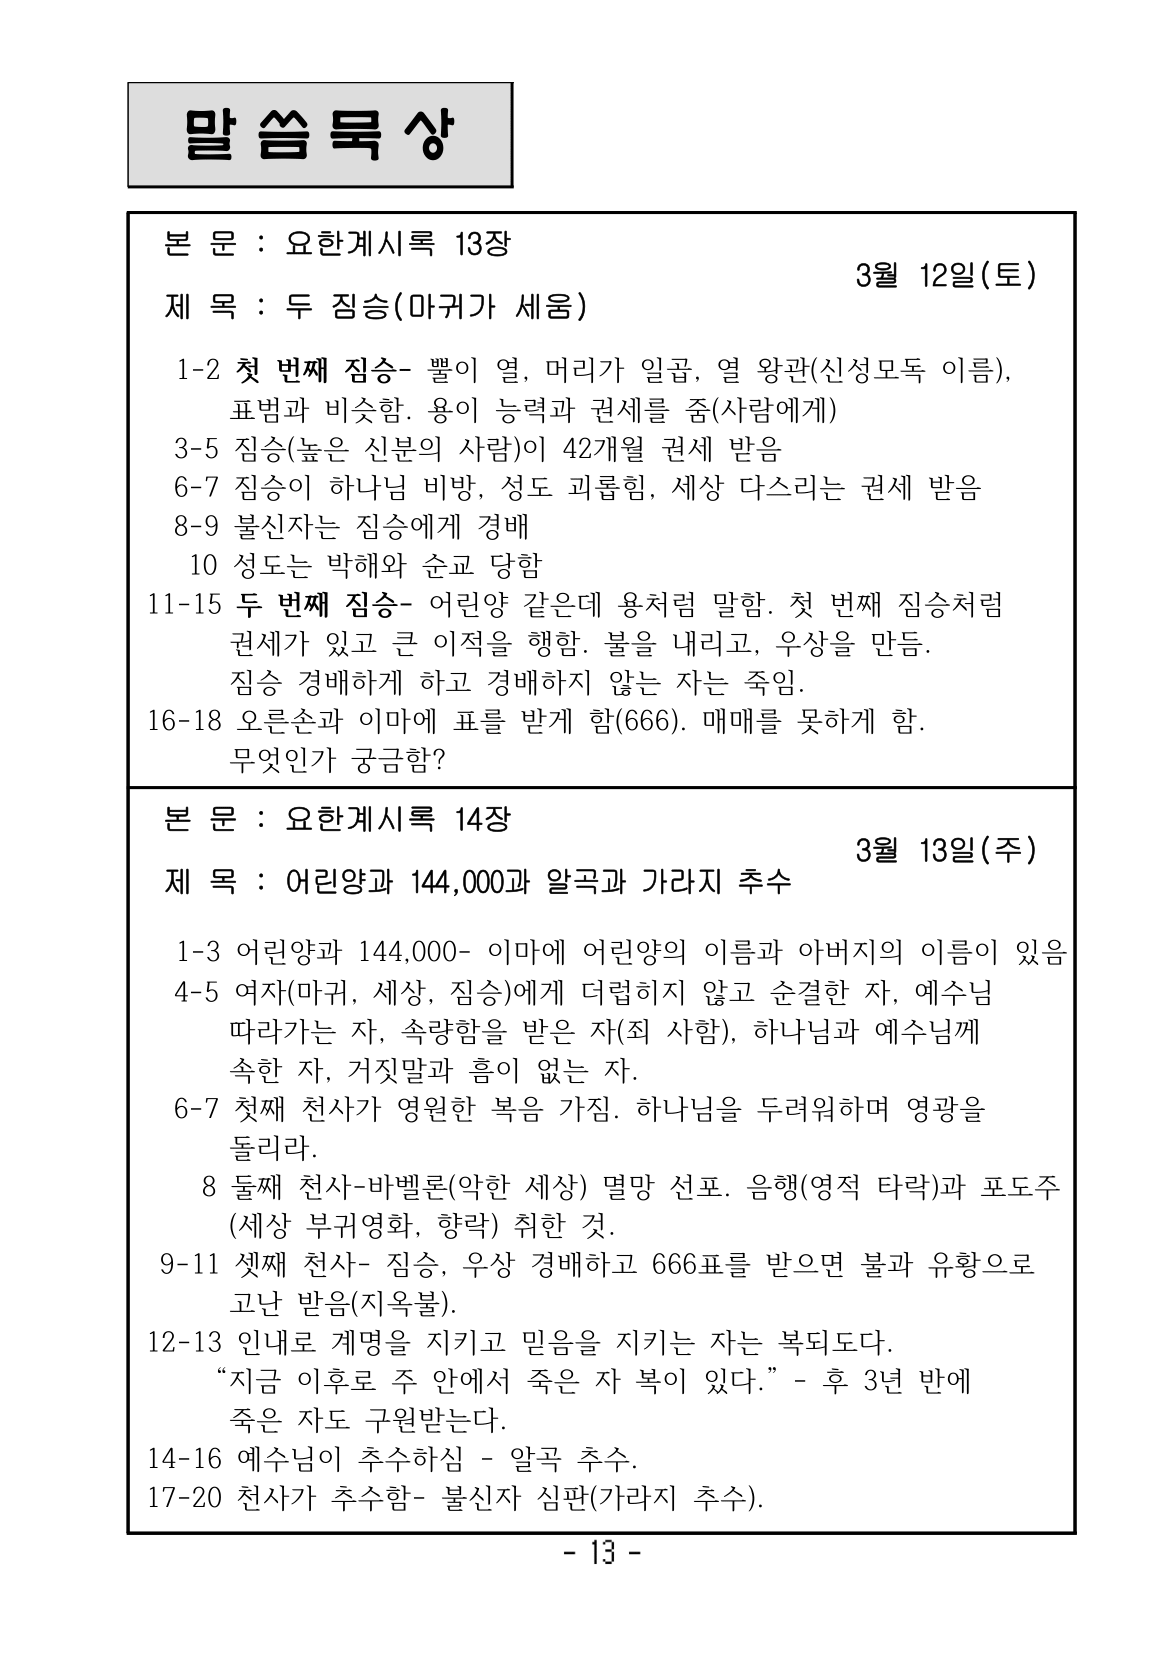 말씀묵상
본 문 : 요한계시록 13장
3월 12일(토)
제 목 : 두 짐승(마귀가 세움)
1-2 첫 번째 짐승- 뿔이 열, 머리가 일곱, 열 왕관(신성모독 이름),
표범과 비슷함. 용이 능력과 권세를 줌(사람에게)
3-5 짐승(높은 신분의 사람)이 42개월 권세 받음
6-7 짐승이 하나님 비방, 성도 괴롭힘, 세상 다스리는 권세 받음
8-9 불신자는 짐승에게 경배
10 성도는 박해와 순교 당함
11-15 두 번째 짐승- 어린양 같은데 용처럼 말함. 첫 번째 짐승처럼
권세가 있고 큰 이적을 행함. 불을 내리고, 우상을 만듬.
짐승 경배하게 하고 경배하지 않는 자는 죽임.
16-18 오른손과 이마에 표를 받게 함(666). 매매를 못하게 함.
무엇인가 궁금함?
본 문 : 요한계시록 14장
3월 13일(주)
제 목 : 어린양과 144,000과 알곡과 가라지 추수
1-3 어린양과 144,000- 이마에 어린양의 이름과 아버지의 이름이 있음
4-5 여자(마귀, 세상, 짐승)에게 더럽히지 않고 순결한 자, 예수님
따라가는 자, 속량함을 받은 자(죄 사함), 하나님과 예수님께
속한 자, 거짓말과 흠이 없는 자.
6-7 첫째 천사가 영원한 복음 가짐. 하나님을 두려워하며 영광을
돌리라.
8 둘째 천사-바벨론(악한 세상) 멸망 선포. 음행(영적 타락)과 포도주
(세상 부귀영화, 향락) 취한 것.
9-11 셋째 천사- 짐승, 우상 경배하고 666표를 받으면 불과 유황으로
고난 받음(지옥불).
12-13 인내로 계명을 지키고 믿음을 지키는 자는 복되도다.
“지금 이후로 주 안에서 죽은 자 복이 있다.” - 후 3년 반에
죽은 자도 구원받는다.
14-16 예수님이 추수하심 - 알곡 추수.
17-20 천사가 추수함- 불신자 심판(가라지 추수).
- 13 -